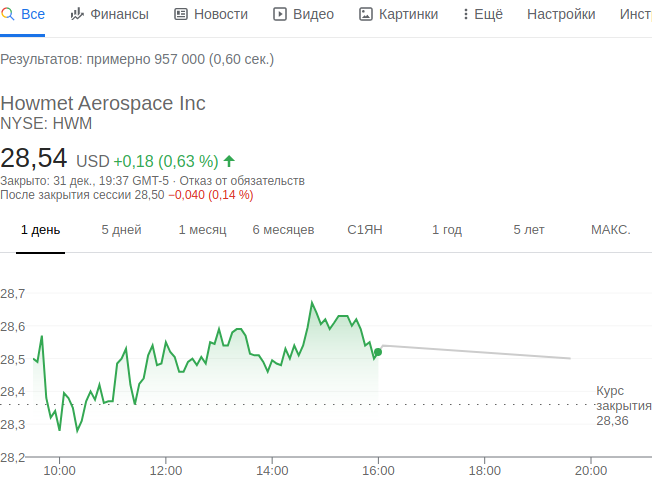 Все Финансы Новости Видео Картинки Ещё Настройки Инст
Результатов: примерно 957 000 (0,60 сек.)
Howmet Aerospace Inc
NYSE: HWM
28,54 USD +0,18 (0,63 %)
Закрыто: 31 дек., 19:37 GMT-5 · Отказ от обязательств
После закрытия сессии 28,50 −0,040 (0,14 %)
1 день 5 дней 1 месяц 6 месяцев С1ЯН 1 год 5 лет МАКС.
28,7
28,6
28,5
28,4
28,3
28,2
Курс
закрытия
28,36
10:00 12:00 14:00 16:00 18:00 20:00